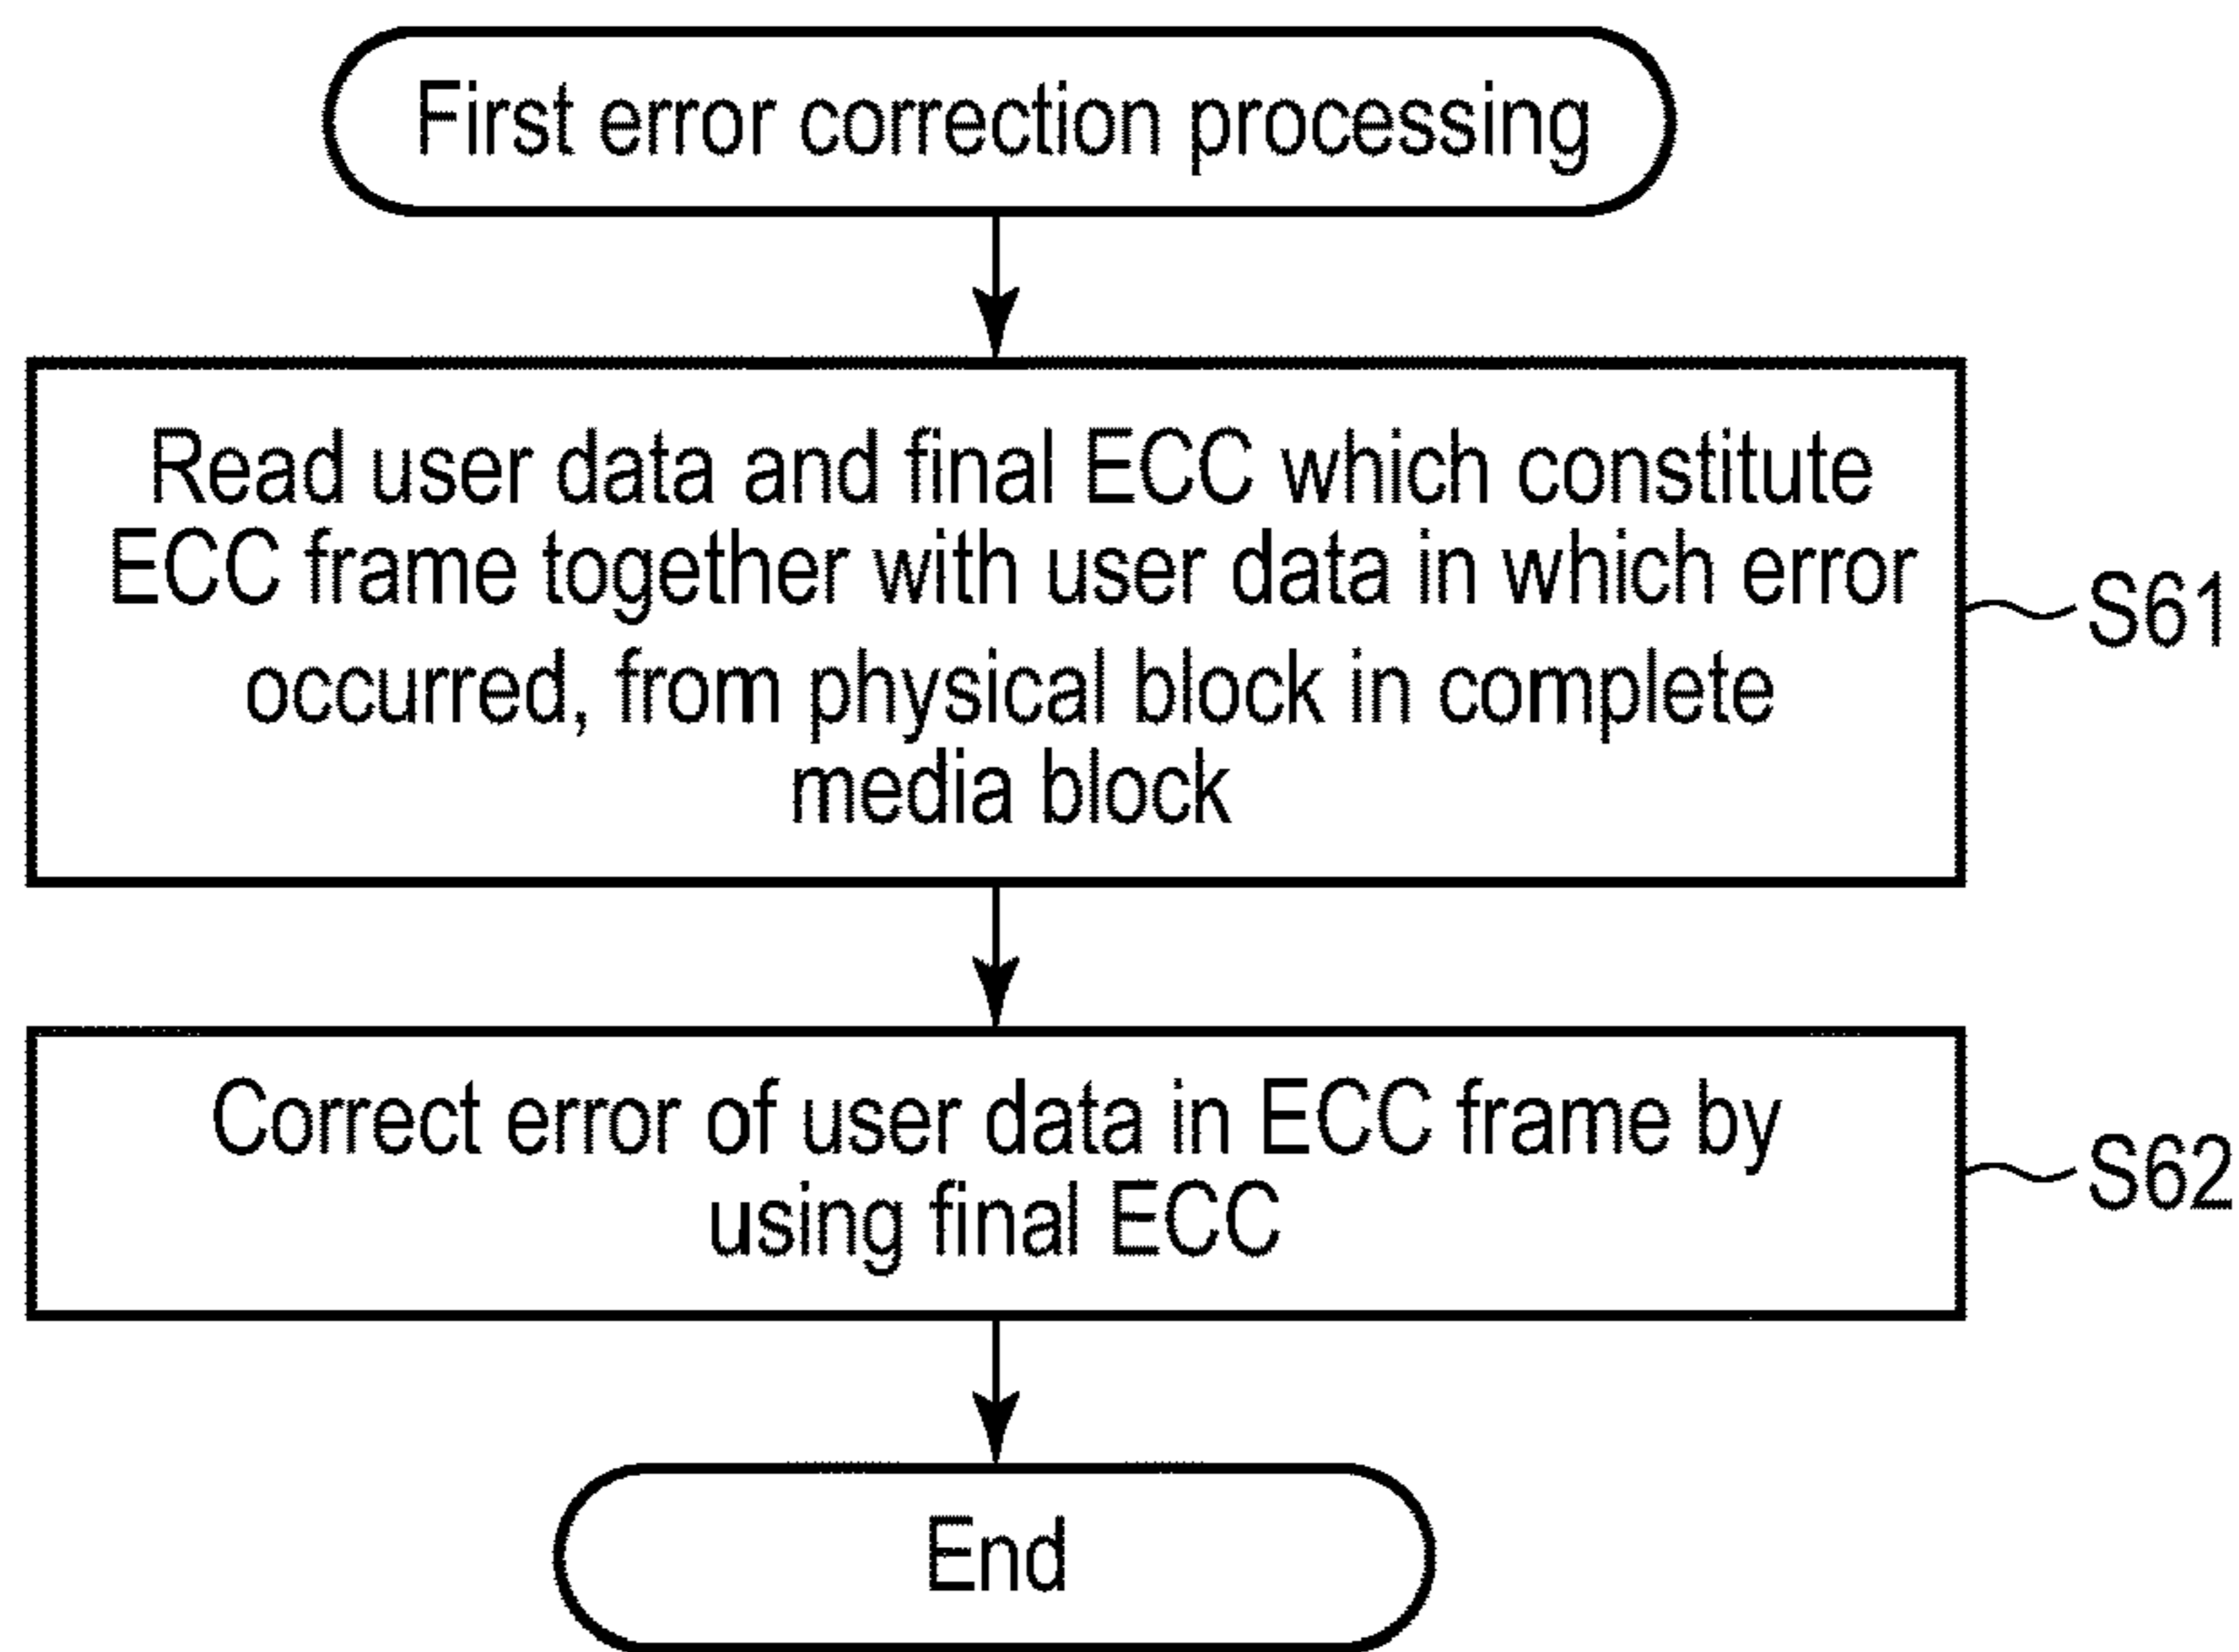 First error correction processing
Read user data and final ECC which constitute
ECC frame together with user data in which error
occurred, from physical block in complete
media block
S61
Correct error of user data in ECC frame by
using final ECC
S62
End